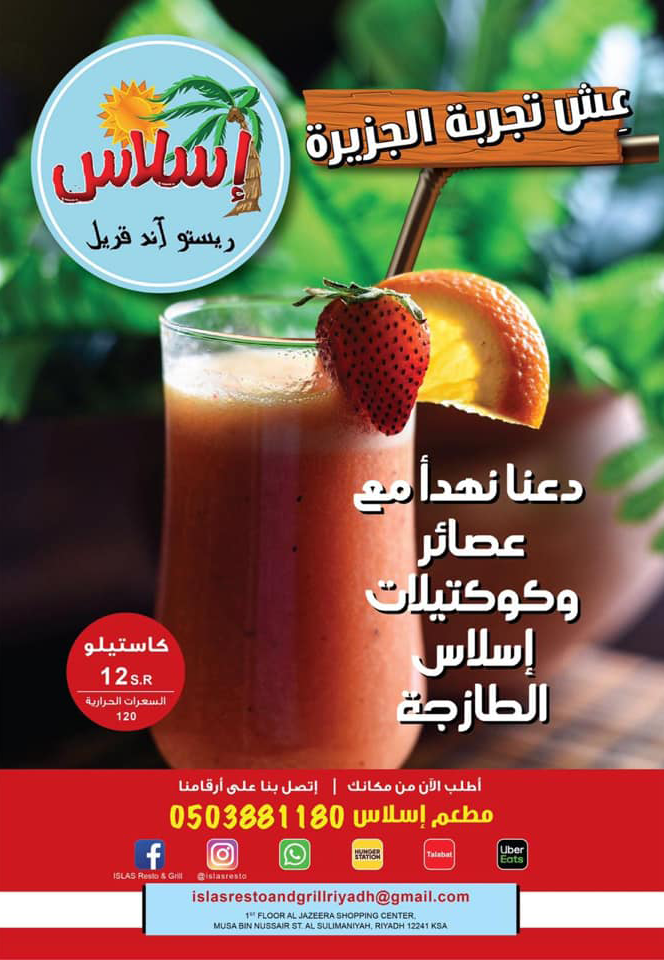 إسلاس
ريستو آند قريل
عِش تجربة الجزيرة
دعنا نهدأ مع
عصائر
وكوكتيلات
إسلاس
الطازجة
كاستيلو
12 S.R
السعرات الحرارية
120
أطلب الآن من مكانك | إتصل بنا على أرقامنا
مطعم إسلاس 0503881180
ISLAS Resto & Grill
@islasresto
HUNGER STATION
Talabat
Uber Eats
islasrestoandgrillriyadh@gmail.com
1ST FLOOR AL JAZEERA SHOPPING CENTER,
MUSA BIN NUSSAIR ST. AL SULIMANIYAH, RIYADH 12241 KSA